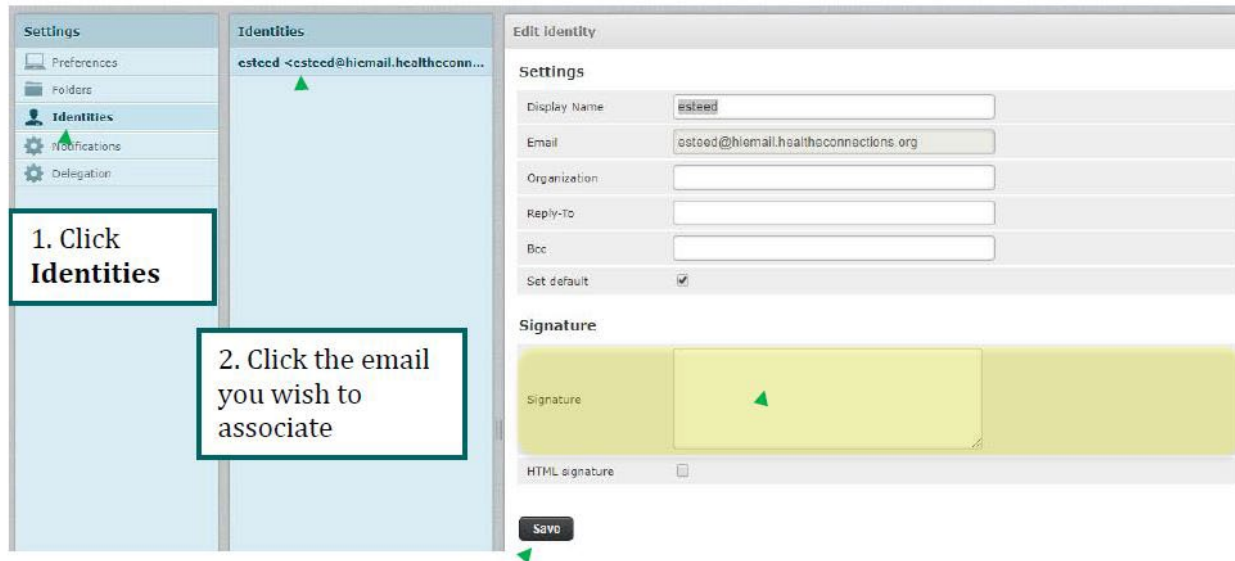 Settings
Preferences
Folders
Identities
Notifications
Delegation
1. Click
Identities
Identities
esteed <esteed@hiemail.healtheconn...
2. Click the email
you wish to
associate
Edit identity
Settings
Display Name esteed
Email esteed@hiemail.healtheconnections.org
Organization
Reply-To
Bcc
Set default
Signature
Signature
HTML signature
Save